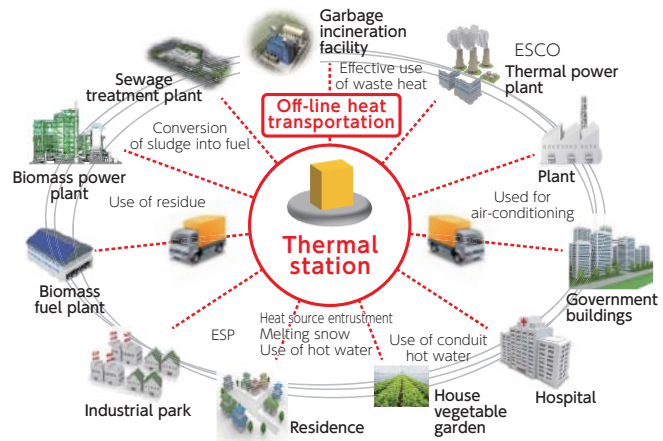 Garbage
incineration
facility
ESCO
Thermal power
plant
Sewage
treatment plant
Effective use
of waste heat
Off-line heat
transportation
Conversion
of sludge into fuel
Biomass power
plant
Plant
Use of residue
Used for
air-conditioning
Thermal
station
Biomass
fuel plant
Government
buildings
ESP
Heat source entrustment
Melting snow
Use of hot water
Use of conduit
hot water
Industrial park
Residence
House
vegetable
garden
Hospital